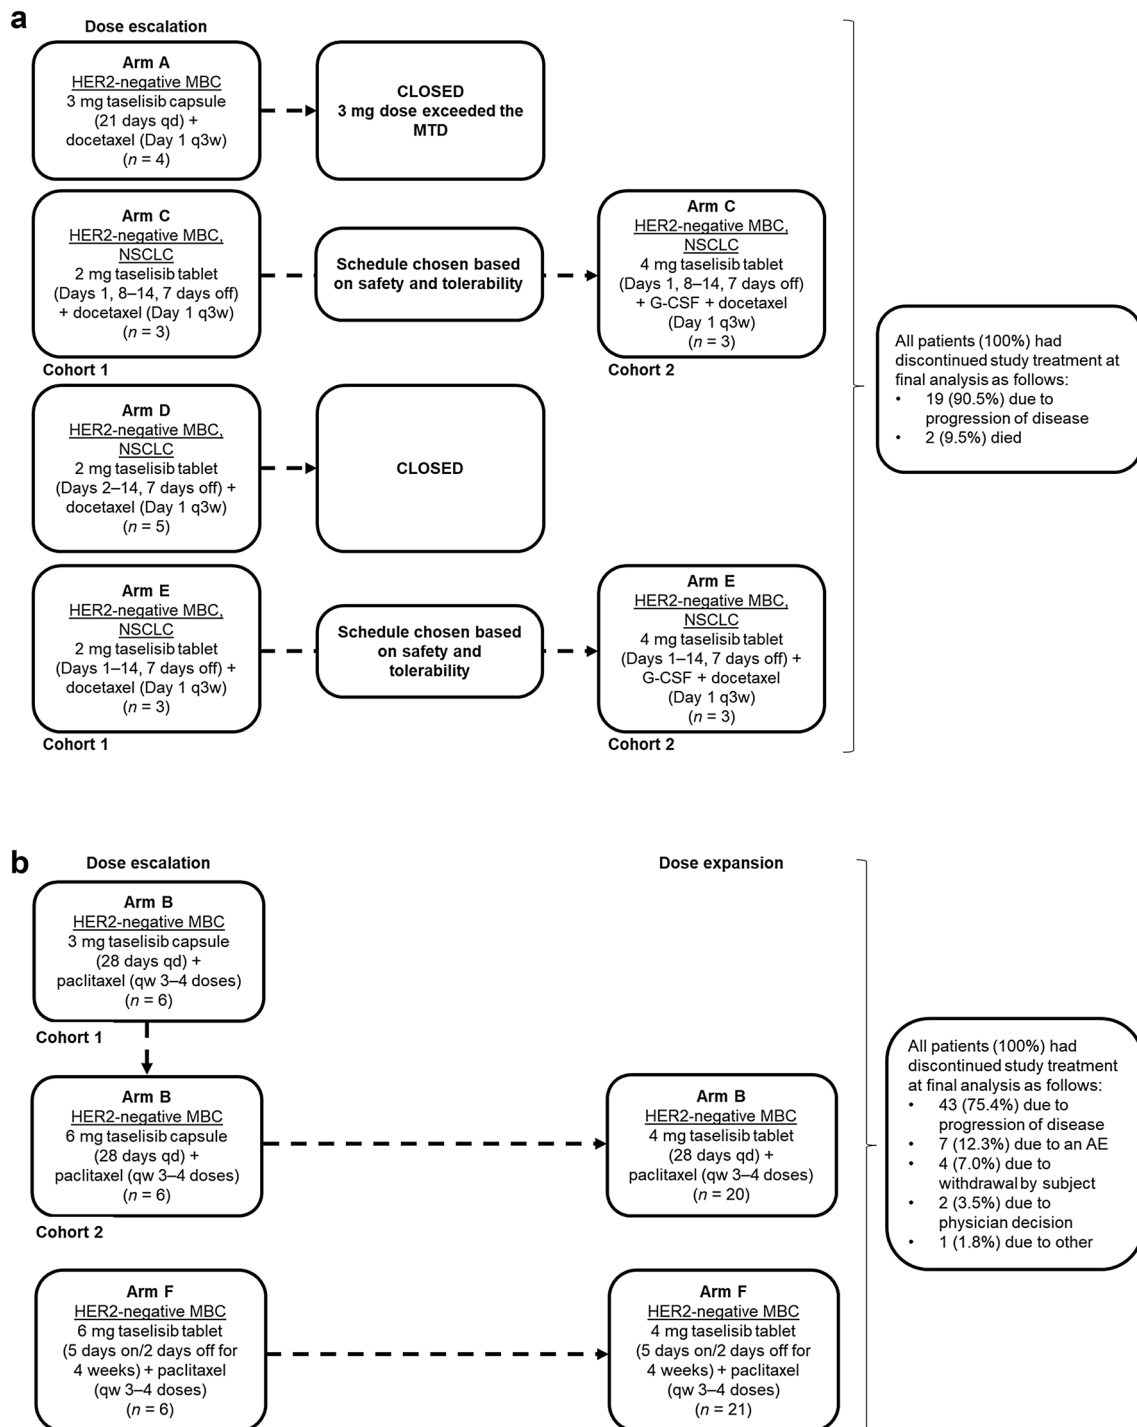 a
Dose escalation
Arm A
HER2-negative MBC
3 mg taselisib capsule
(21 days qd) +
docetaxel (Day 1 q3w)
(n = 4)
CLOSED
3 mg dose exceeded the
MTD
Arm C
HER2-negative MBC,
NSCLC
2 mg taselisib tablet
(Days 1, 8–14, 7 days off)
+ docetaxel (Day 1 q3w)
(n = 3)
Cohort 1
Schedule chosen based
on safety and tolerability
Arm C
HER2-negative MBC,
NSCLC
4 mg taselisib tablet
(Days 1, 8–14, 7 days off)
+ G-CSF + docetaxel
(Day 1 q3w)
(n = 3)
Cohort 2
Arm D
HER2-negative MBC,
NSCLC
2 mg taselisib tablet
(Days 2–14, 7 days off) +
docetaxel (Day 1 q3w)
(n = 5)
CLOSED
Arm E
HER2-negative MBC,
NSCLC
2 mg taselisib tablet
(Days 1–14, 7 days off) +
docetaxel (Day 1 q3w)
(n = 3)
Cohort 1
Schedule chosen based
on safety and
tolerability
Arm E
HER2-negative MBC,
NSCLC
4 mg taselisib tablet
(Days 1–14, 7 days off) +
G-CSF + docetaxel
(Day 1 q3w)
(n = 3)
Cohort 2
All patients (100%) had
discontinued study treatment at
final analysis as follows:
• 19 (90.5%) due to
progression of disease
• 2 (9.5%) died
b
Dose escalation
Dose expansion
Arm B
HER2-negative MBC
3 mg taselisib capsule
(28 days qd) +
paclitaxel (qw 3–4 doses)
(n = 6)
Cohort 1
Arm B
HER2-negative MBC
6 mg taselisib capsule
(28 days qd) +
paclitaxel (qw 3–4 doses)
(n = 6)
Cohort 2
Arm B
HER2-negative MBC
4 mg taselisib tablet
(28 days qd) +
paclitaxel (qw 3–4 doses)
(n = 20)
Arm F
HER2-negative MBC
6 mg taselisib tablet
(5 days on/2 days off for
4 weeks) + paclitaxel
(qw 3–4 doses)
(n = 6)
Arm F
HER2-negative MBC
4 mg taselisib tablet
(5 days on/2 days off for
4 weeks) + paclitaxel
(qw 3–4 doses)
(n = 21)
All patients (100%) had
discontinued study treatment
at final analysis as follows:
• 43 (75.4%) due to
progression of disease
• 7 (12.3%) due to an AE
• 4 (7.0%) due to
withdrawal by subject
• 2 (3.5%) due to
physician decision
• 1 (1.8%) due to other